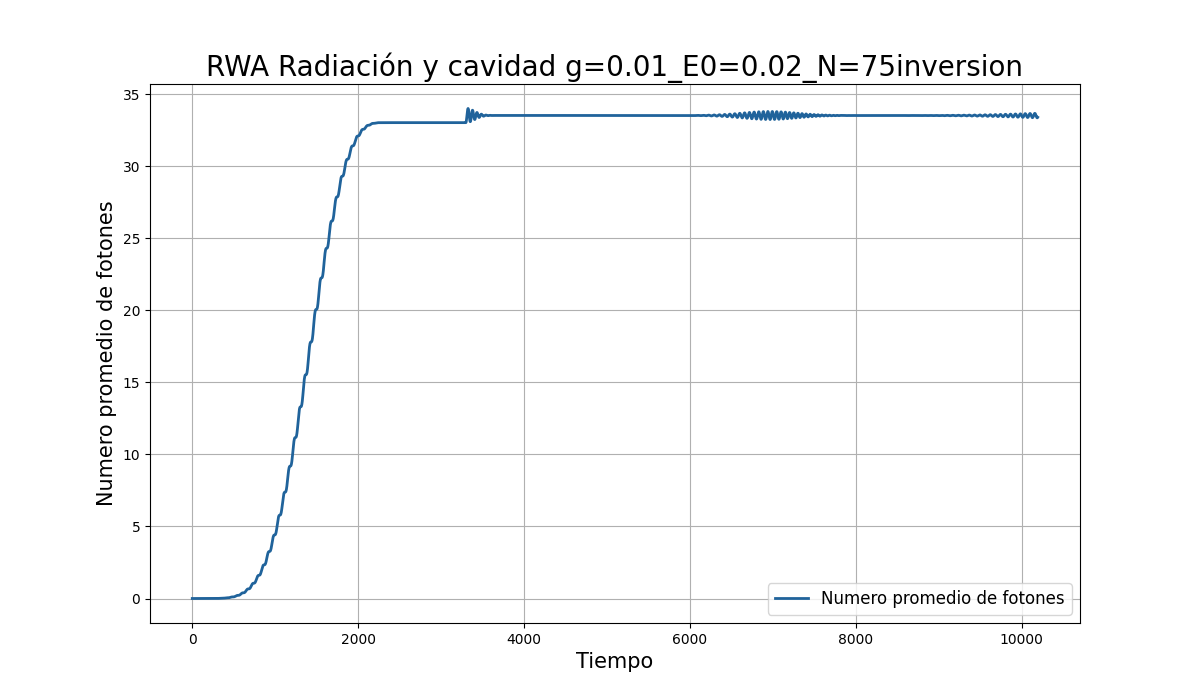 RWA Radiación y cavidad g=0.01_E0=0.02_N=75inversion
35
30
25
20
15
10
5
0
Numero promedio de fotones
Numero promedio de fotones
0 2000 4000 6000 8000 10000
Tiempo